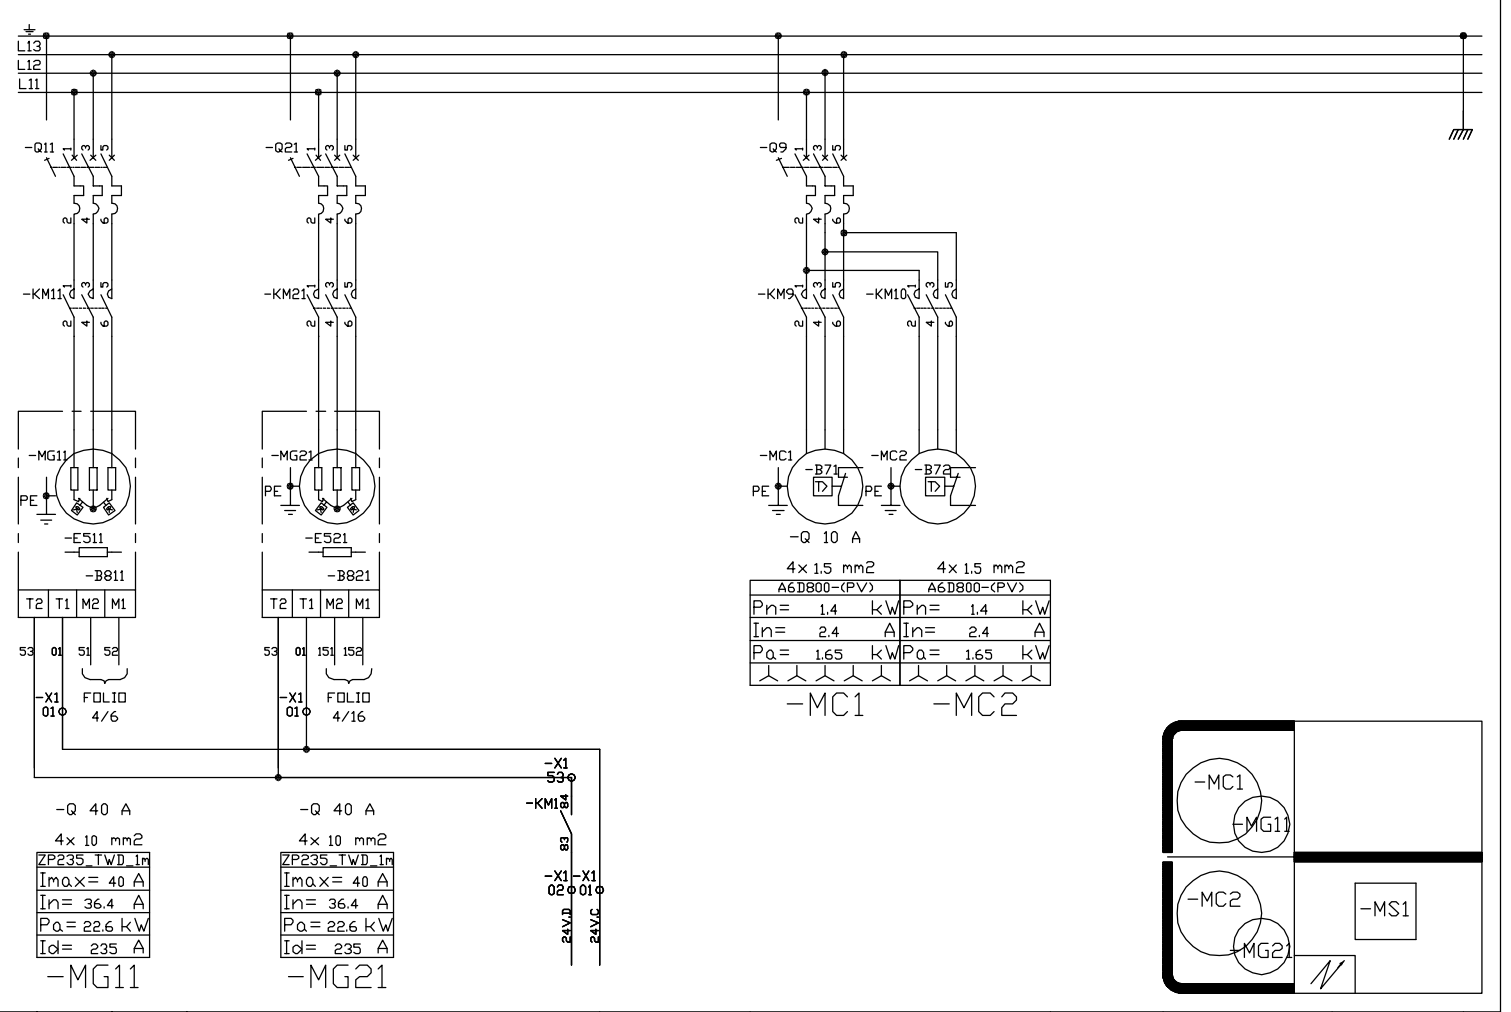 L13
L12
L11
-Q11 1 3 5
-Q21 1 3 5
-Q9 1 3 5
2 4 6
2 4 6
2 4 6
-KM11 1 3 5
-KM21 1 3 5
-KM9 1 3 5
-KM10 1 3 5
2 4 6
2 4 6
2 4 6
2 4 6
-MG11
-MG21
-MC1
-MC2
-B71
-B72
T>
T>
PE
PE
PE
PE
-E511
-E521
-Q 10 A
-B811
-B821
4x 1.5 mm2
4x 1.5 mm2
T2 T1 M2 M1
T2 T1 M2 M1
A6D800-(PV)
A6D800-(PV)
Pn= 1.4 kW
Pn= 1.4 kW
In= 2.4 A
In= 2.4 A
Pa= 1.65 kW
Pa= 1.65 kW
-MC1
-MC2
53 01 51 52
53 01 151 152
-X1
01
FOLIO
4/6
-X1
01
FOLIO
4/16
-X1
53
84
-KM1
83
-X1
02
-X1
01
24V.D
24V.C
-Q 40 A
4x 10 mm2
ZP235_TWD_1m
Imax= 40 A
In= 36.4 A
Pa= 22.6 kW
Id= 235 A
-MG11
-Q 40 A
4x 10 mm2
ZP235_TWD_1m
Imax= 40 A
In= 36.4 A
Pa= 22.6 kW
Id= 235 A
-MG21
-MC1
-MG11
-MC2
-MG21
-MS1
N